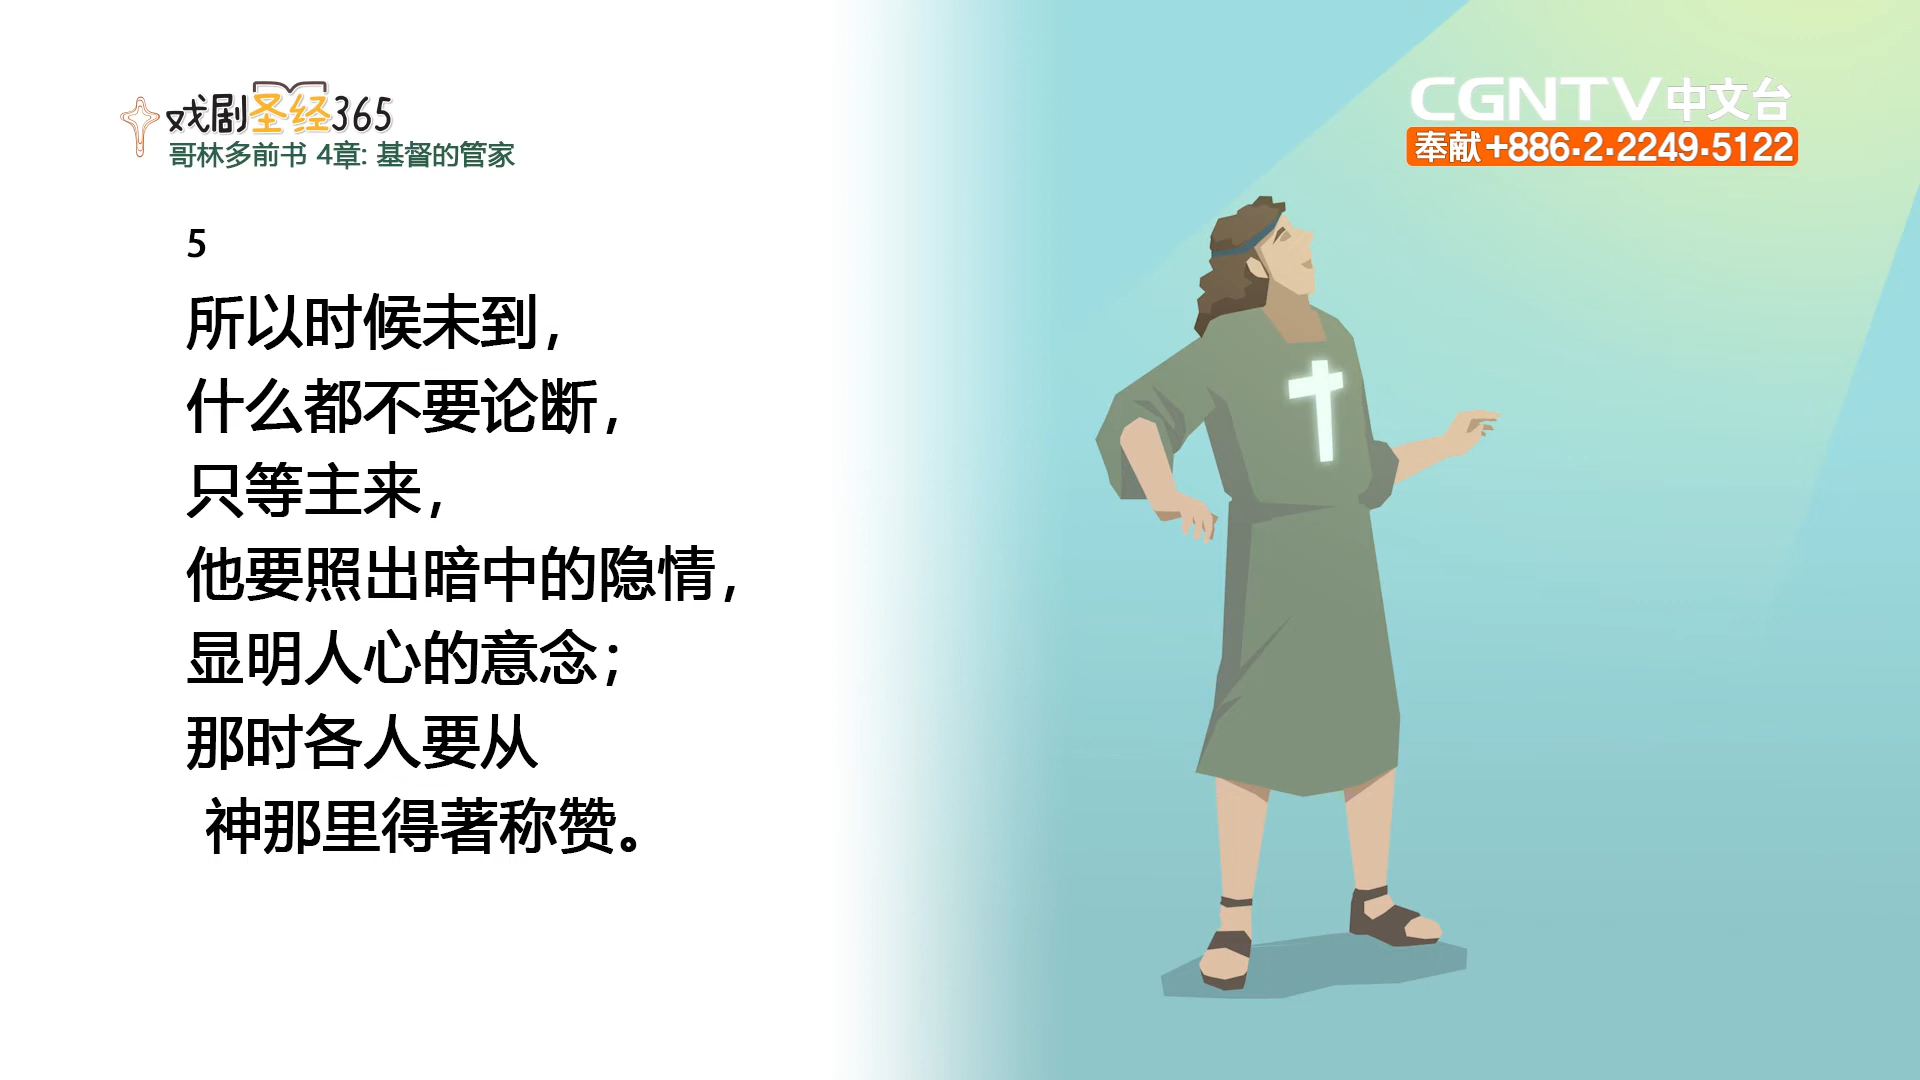 戏剧圣经365
哥林多前书 4章: 基督的管家
CGNTV中文台
奉献+886·2·2249·5122
5
所以时候未到，
什么都不要论断，
只等主来，
他要照出暗中的隐情，
显明人心的意念；
那时各人要从
神那里得著称赞。